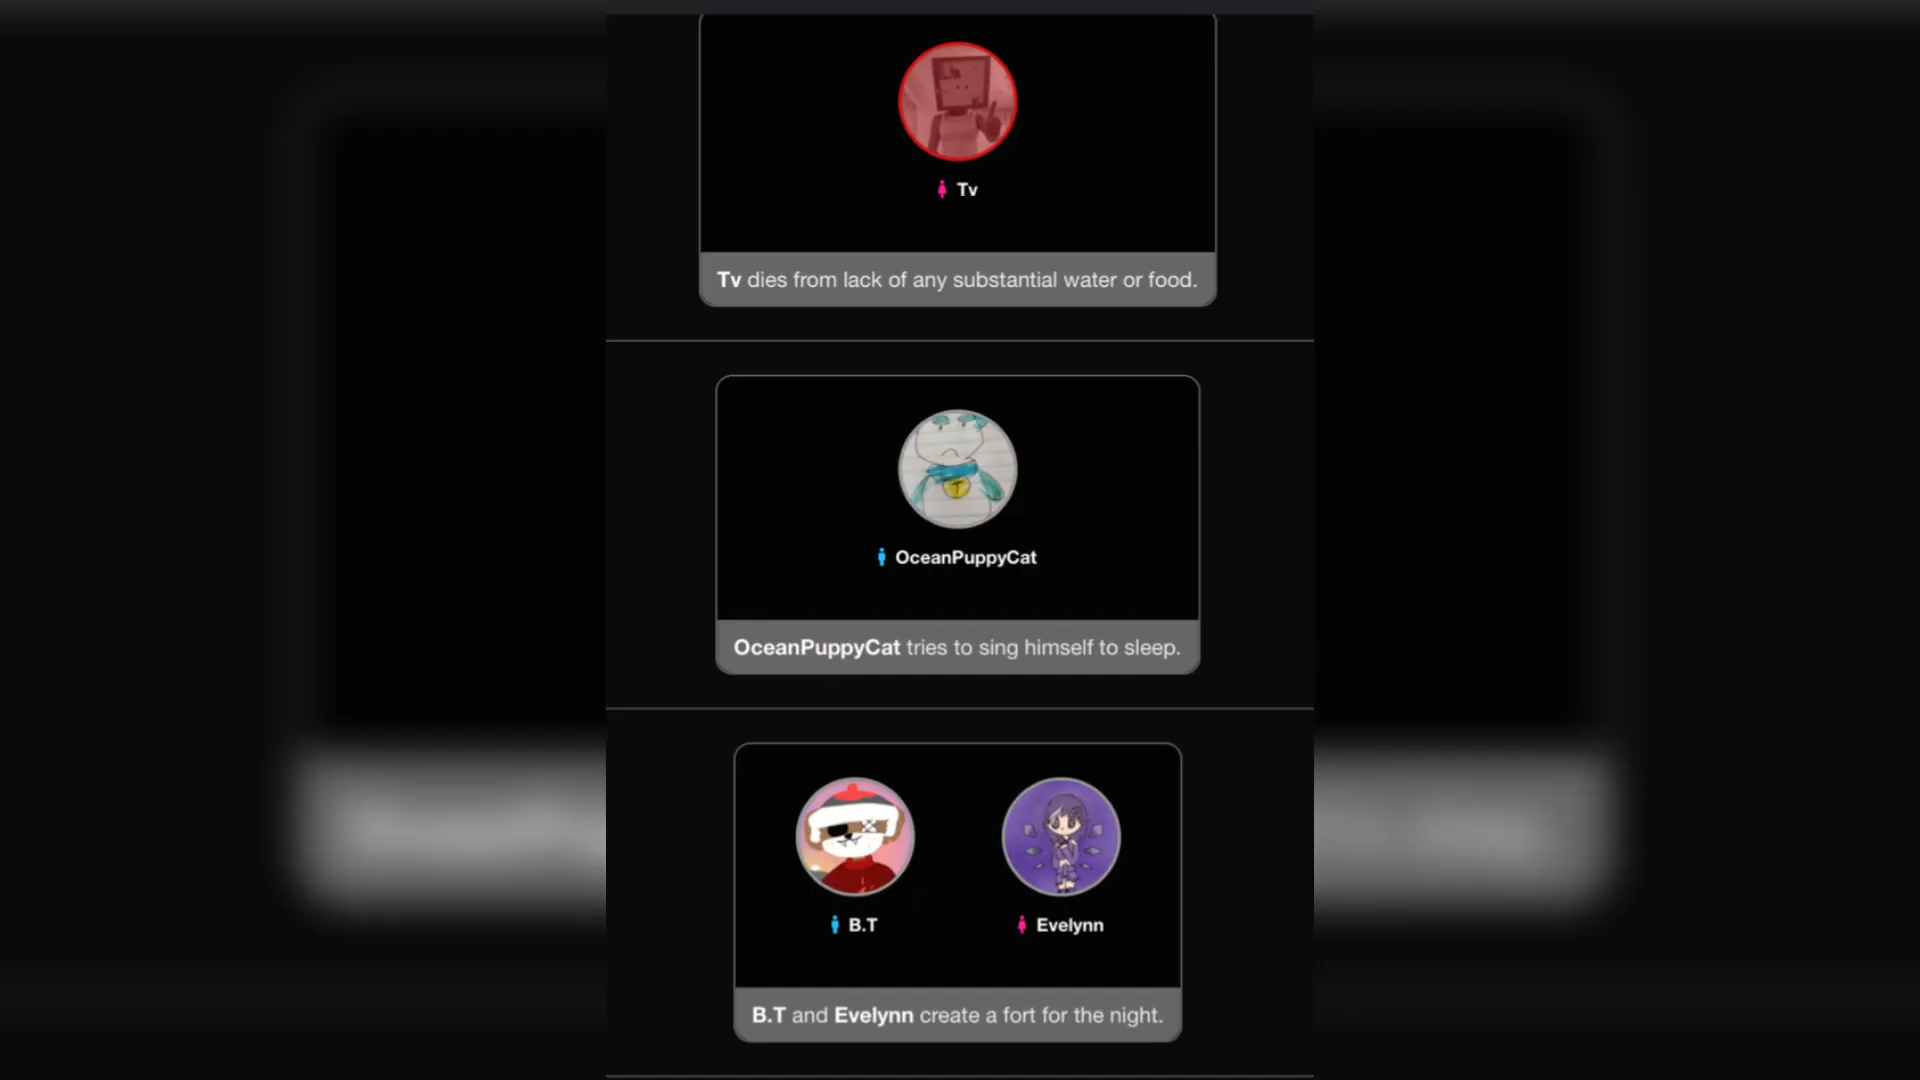 Tv
Tv dies from lack of any substantial water or food.
OceanPuppyCat
OceanPuppyCat tries to sing himself to sleep.
B.T
Evelynn
B.T and Evelynn create a fort for the night.